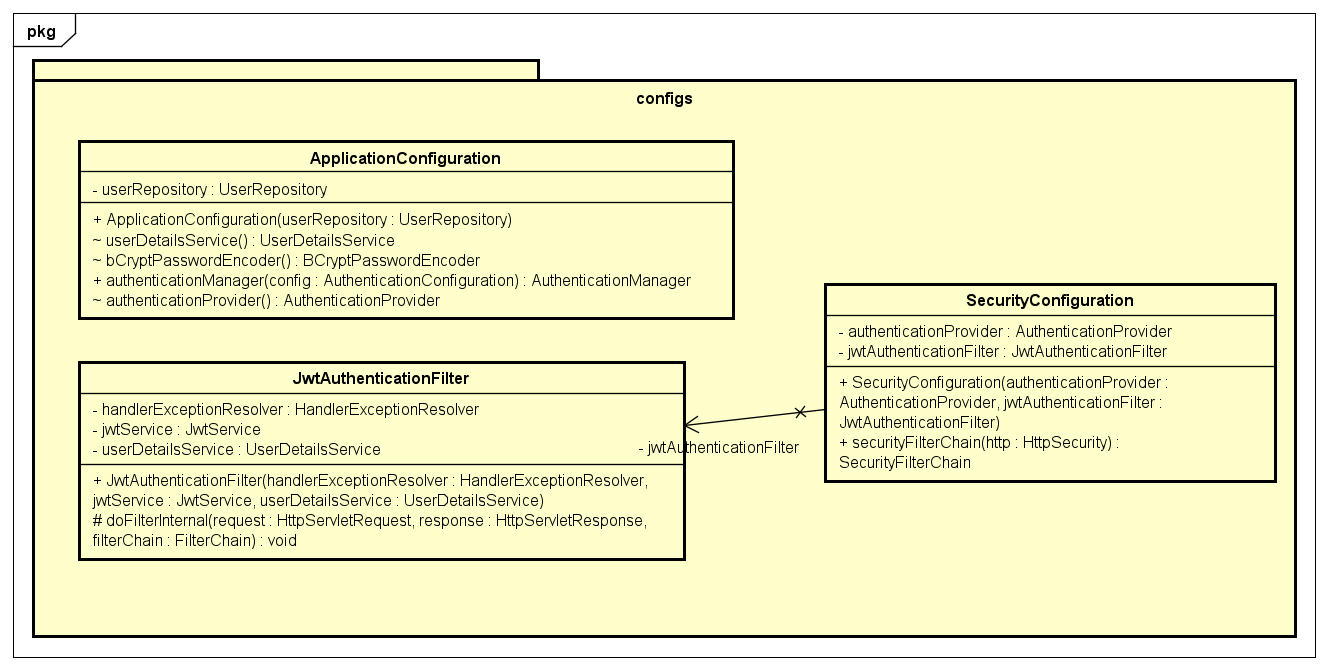 pkg
configs
ApplicationConfiguration
- userRepository : UserRepository
+ ApplicationConfiguration(userRepository : UserRepository)
~ userDetailsService() : UserDetailsService
~ bCryptPasswordEncoder() : BCryptPasswordEncoder
+ authenticationManager(config : AuthenticationConfiguration) : AuthenticationManager
~ authenticationProvider() : AuthenticationProvider
SecurityConfiguration
- authenticationProvider : AuthenticationProvider
- jwtAuthenticationFilter : JwtAuthenticationFilter
+ SecurityConfiguration(authenticationProvider :
AuthenticationProvider, jwtAuthenticationFilter :
JwtAuthenticationFilter)
+ securityFilterChain(http : HttpSecurity) :
SecurityFilterChain
JwtAuthenticationFilter
- handlerExceptionResolver : HandlerExceptionResolver
- jwtService : JwtService
- userDetailsService : UserDetailsService
+ JwtAuthenticationFilter(handlerExceptionResolver : HandlerExceptionResolver,
jwtService : JwtService, userDetailsService : UserDetailsService)
# doFilterInternal(request : HttpServletRequest, response : HttpServletResponse,
filterChain : FilterChain) : void
- jwtAuthenticationFilter